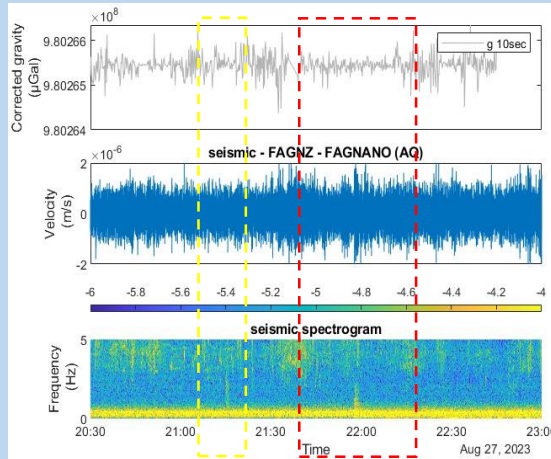 ×10⁸
9.80266
9.80265
9.80264
Corrected gravity
(μGal)
g 10sec
×10⁻⁶
seismic - FAGNZ - FAGNANO (AQ)
2
0
-2
Velocity
(m/s)
-6 -5.8 -5.6 -5.4 -5.2 -5 -4.8 -4.6 -4.4 -4.2 -4
seismic spectrogram
5
0
Frequency
(Hz)
20:30 21:00 21:30 22:00 22:30 23:00
Time
Aug 27, 2023